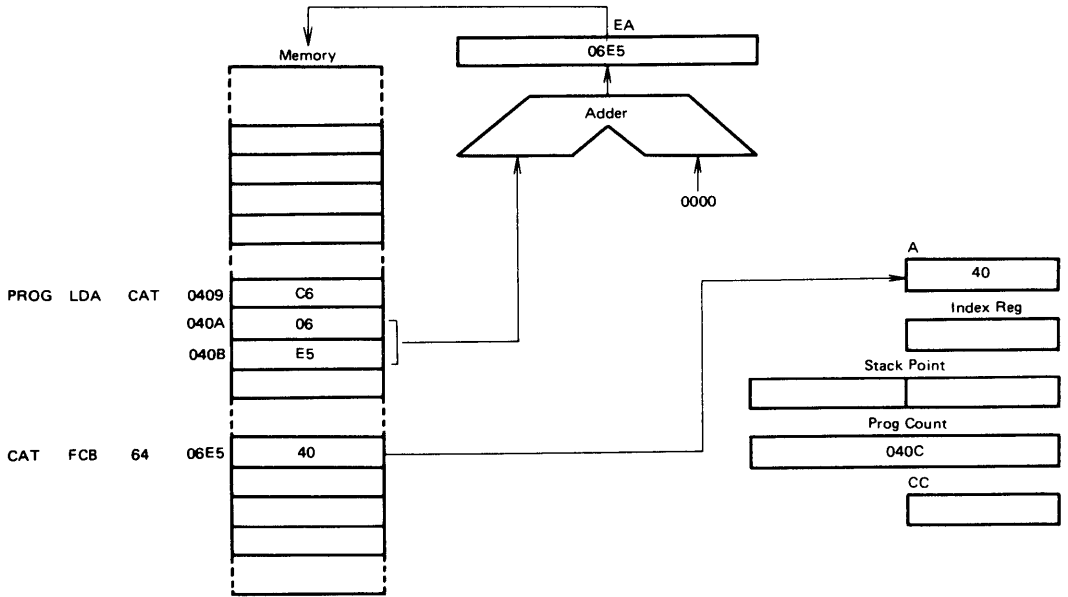 EA
06E5
Memory
Adder
0000
A
40
PROG LDA CAT 0409 C6
Index Reg
040A 06
040B E5
Stack Point
Prog Count
CAT FCB 64 06E5 40
040C
CC